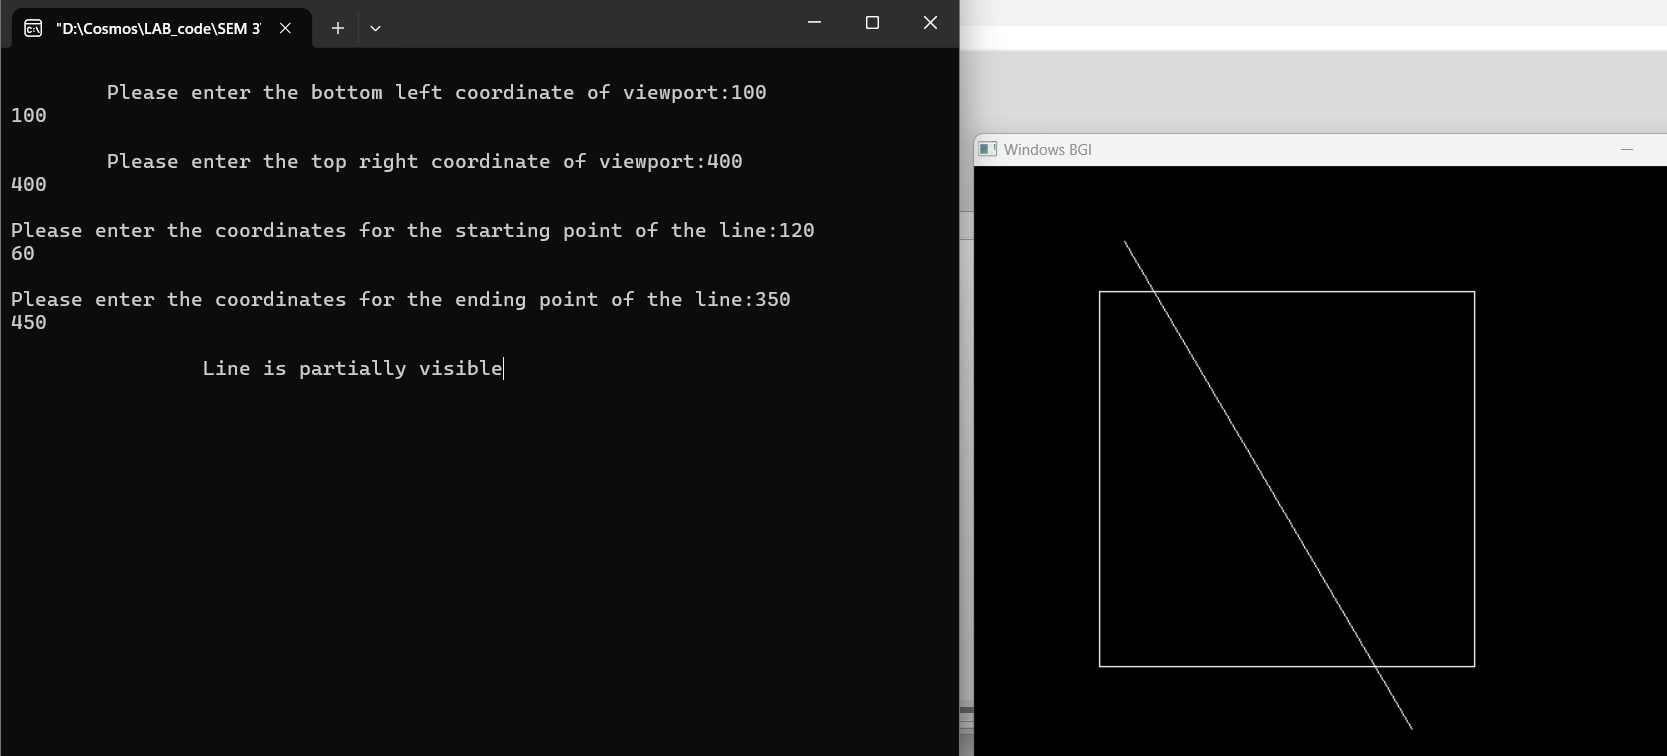 "D:\Cosmos\LAB_code\SEM 3'
Please enter the bottom left coordinate of viewport:100
100
Please enter the top right coordinate of viewport:400
400
Please enter the coordinates for the starting point of the line:120
60
Please enter the coordinates for the ending point of the line:350
450
Line is partially visible
Windows BGI